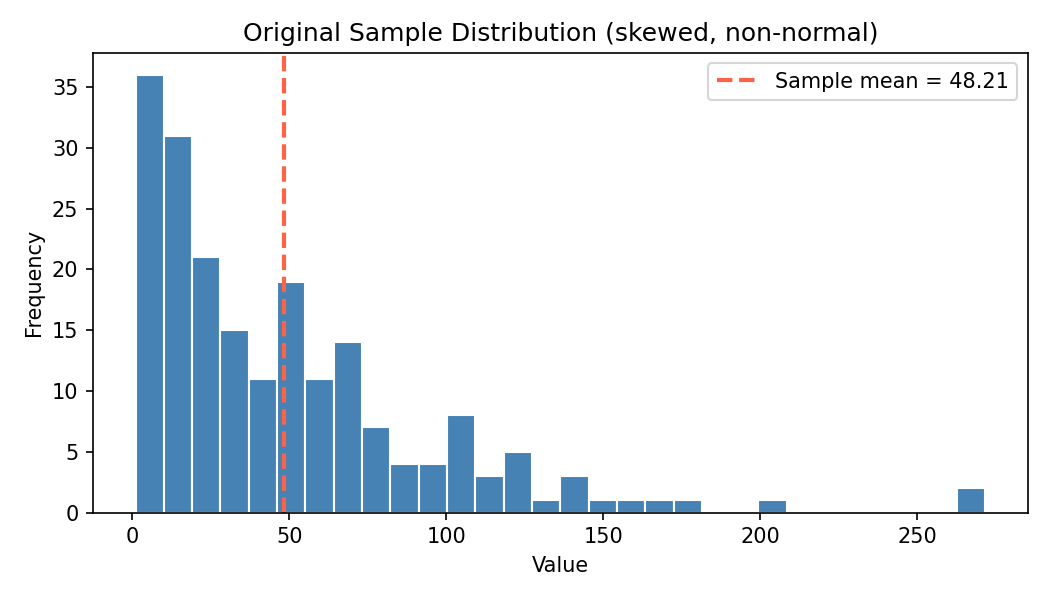 Original Sample Distribution (skewed, non-normal)
Sample mean = 48.21
Frequency
35
30
25
20
15
10
5
0
0 50 100 150 200 250
Value